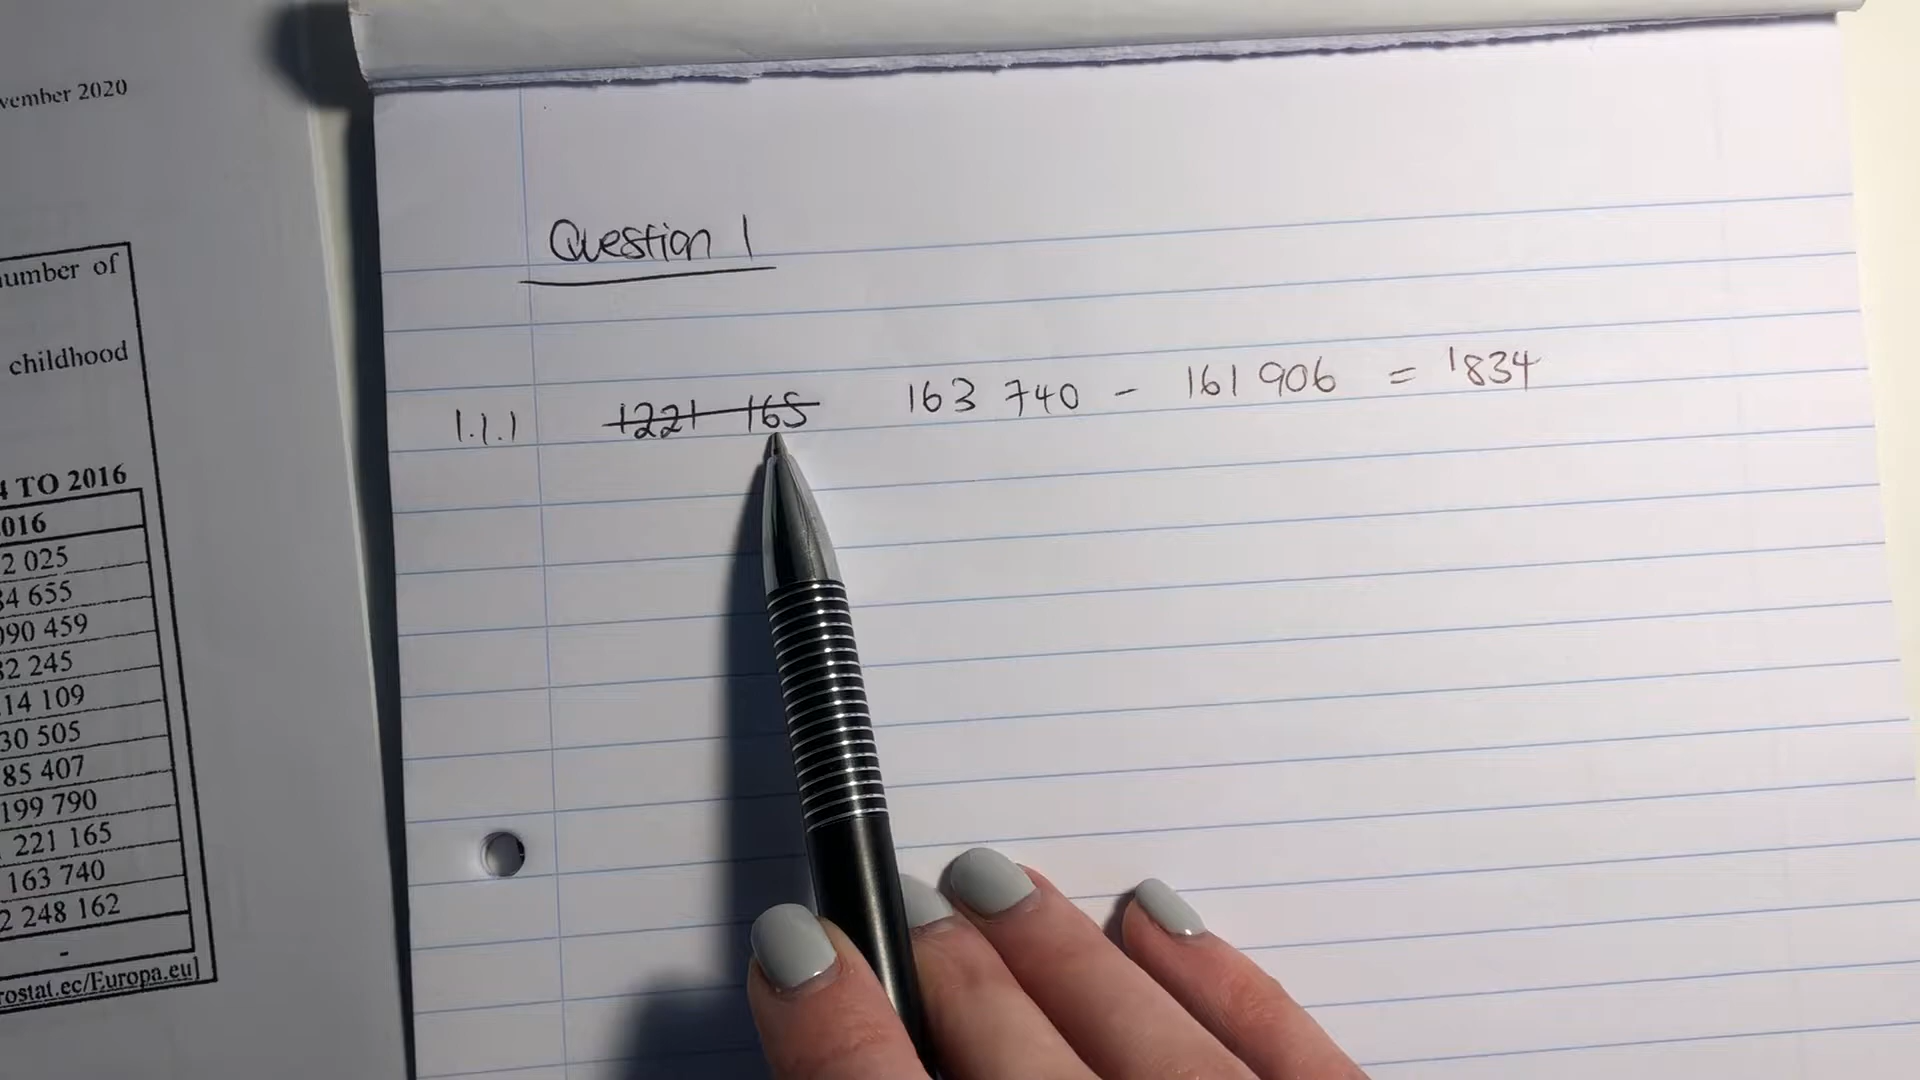 vember 2020
number of
childhood
4 TO 2016
016
2 025
34 655
090 459
32 245
14 109
30 505
85 407
199 790
221 165
163 740
2 248 162
-
rostat.ec/Europa.eu]
Question 1
1.1.1 1221 165 163 740 - 161 906 = 1834